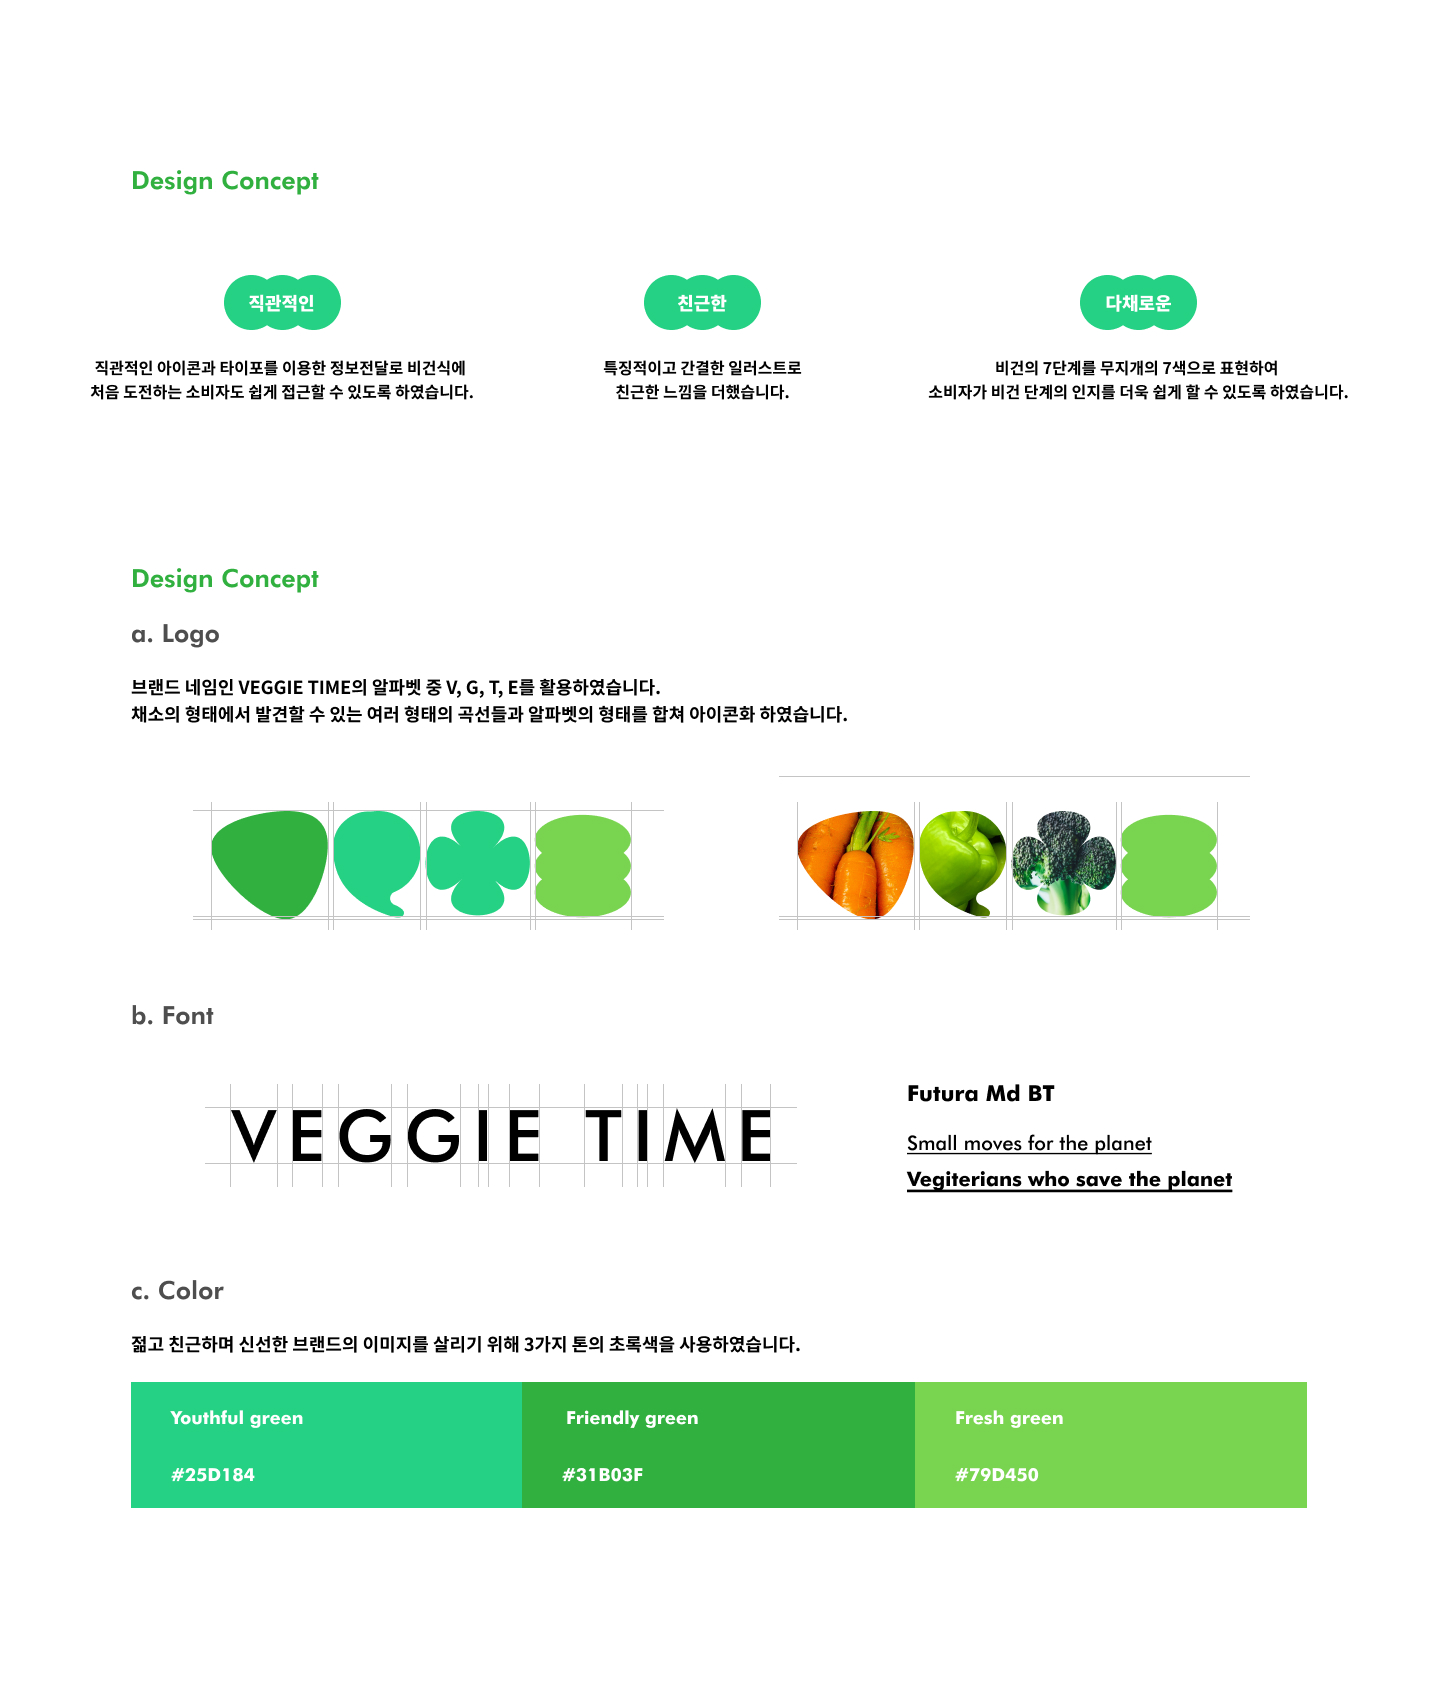 Design Concept
직관적인
직관적인 아이콘과 타이포를 이용한 정보전달로 비건식에
처음 도전하는 소비자도 쉽게 접근할 수 있도록 하였습니다.
친근한
특징적이고 간결한 일러스트로
친근한 느낌을 더했습니다.
다채로운
비건의 7단계를 무지개의 7색으로 표현하여
소비자가 비건 단계의 인지를 더욱 쉽게 할 수 있도록 하였습니다.
Design Concept
a. Logo
브랜드 네임인 VEGGIE TIME의 알파벳 중 V, G, T, E를 활용하였습니다.
채소의 형태에서 발견할 수 있는 여러 형태의 곡선들과 알파벳의 형태를 합쳐 아이콘화 하였습니다.
b. Font
VEGGIE TIME
Futura Md BT
Small moves for the planet
Vegiterians who save the planet
c. Color
젊고 친근하며 신선한 브랜드의 이미지를 살리기 위해 3가지 톤의 초록색을 사용하였습니다.
Youthful green
#25D184
Friendly green
#31B03F
Fresh green
#79D450